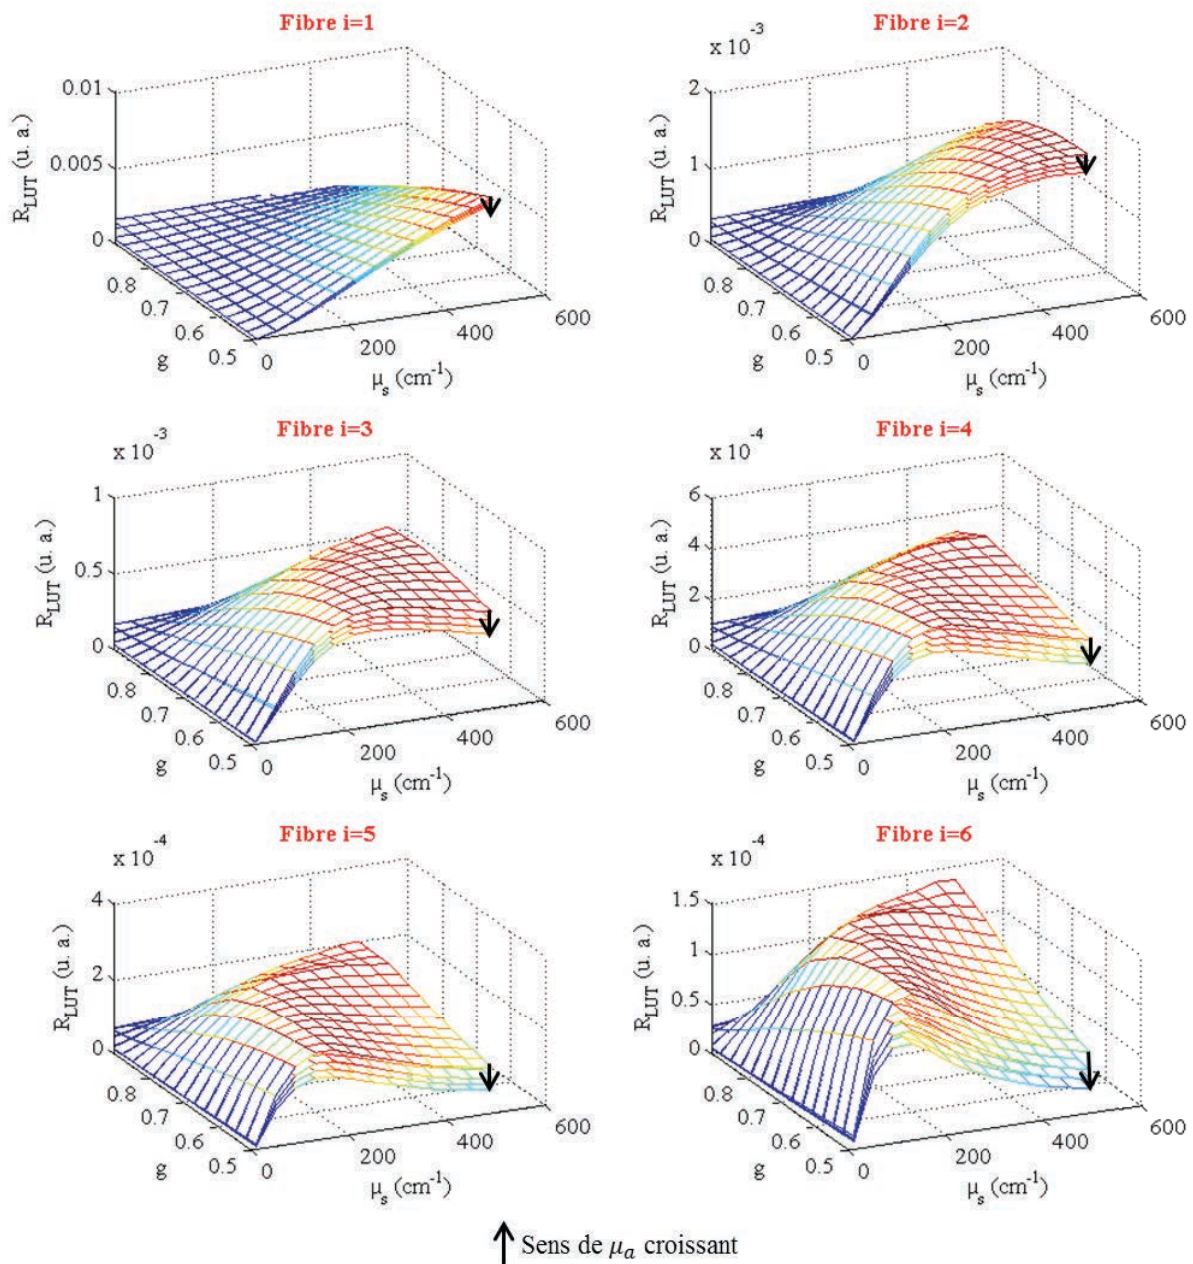 Fibre i=1
0.01
0.005
0
R_LUT (u. a.)
0.8
0.7
0.6
0.5
g
0
200
400
600
μ_s (cm^-1)
Fibre i=2
x 10^-3
2
1
0
R_LUT (u. a.)
0.8
0.7
0.6
0.5
g
0
200
400
600
μ_s (cm^-1)
Fibre i=3
x 10^-3
1
0.5
0
R_LUT (u. a.)
0.8
0.7
0.6
0.5
g
0
200
400
600
μ_s (cm^-1)
Fibre i=4
x 10^-4
6
4
2
0
R_LUT (u. a.)
0.8
0.7
0.6
0.5
g
0
200
400
600
μ_s (cm^-1)
Fibre i=5
x 10^-4
4
2
0
R_LUT (u. a.)
0.8
0.7
0.6
0.5
g
0
200
400
600
μ_s (cm^-1)
Fibre i=6
x 10^-4
1.5
1
0.5
0
R_LUT (u. a.)
0.8
0.7
0.6
0.5
g
0
200
400
600
μ_s (cm^-1)
Sens de μ_a croissant